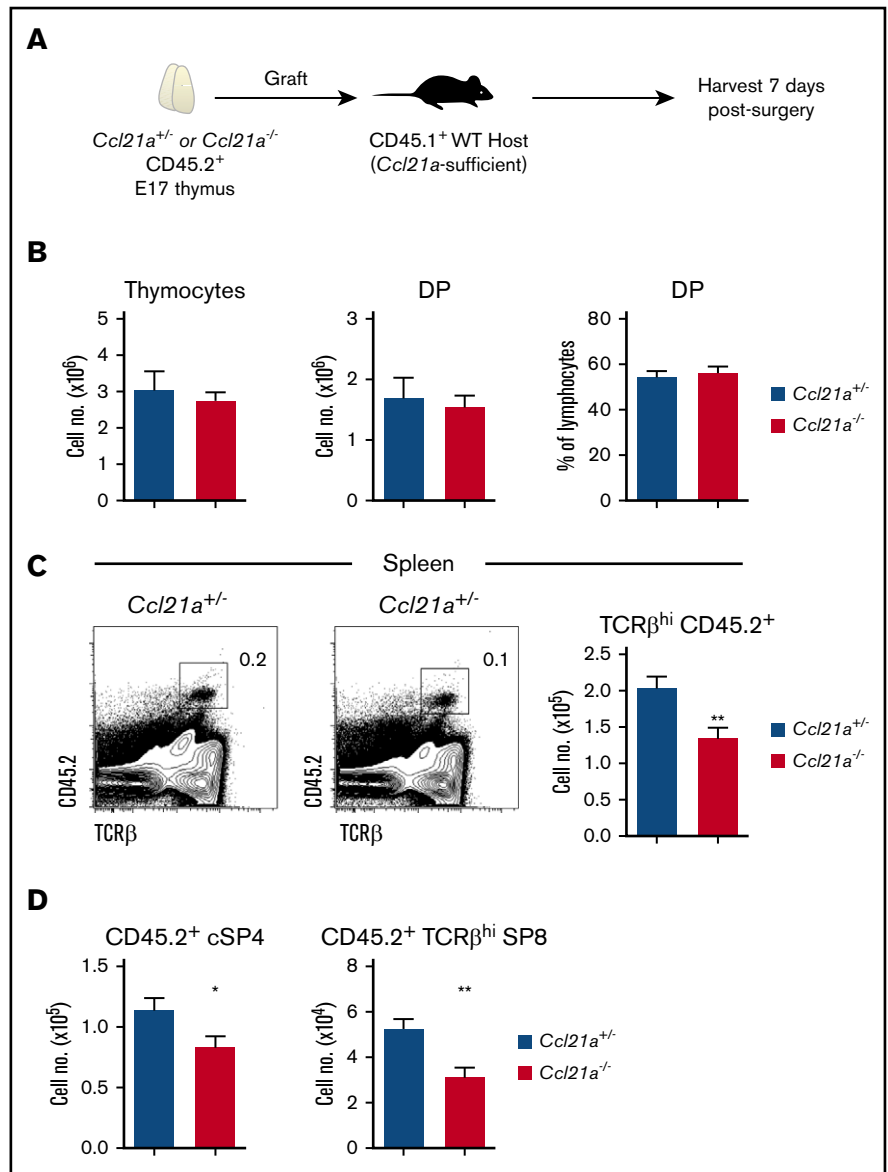 A
Graft
Ccl21a+/- or Ccl21a-/-
CD45.2+
E17 thymus
CD45.1+ WT Host
(Ccl21a-sufficient)
Harvest 7 days
post-surgery
B
Thymocytes
Cell no. (x10⁶)
5
4
3
2
1
0
DP
Cell no. (x10⁶)
3
2
1
0
DP
% of lymphocytes
80
60
40
20
0
Ccl21a+/-
Ccl21a-/-
C
Spleen
Ccl21a+/-
0.2
CD45.2
TCRβ
Ccl21a+/-
0.1
CD45.2
TCRβ
TCRβhi CD45.2+
Cell no. (x10⁵)
2.5
2.0
1.5
1.0
0.5
0.0
**
Ccl21a+/-
Ccl21a-/-
D
CD45.2+ cSP4
Cell no. (x10⁵)
1.5
1.0
0.5
0.0
*
CD45.2+ TCRβhi SP8
Cell no. (x10⁴)
8
6
4
2
0
**
Ccl21a+/-
Ccl21a-/-